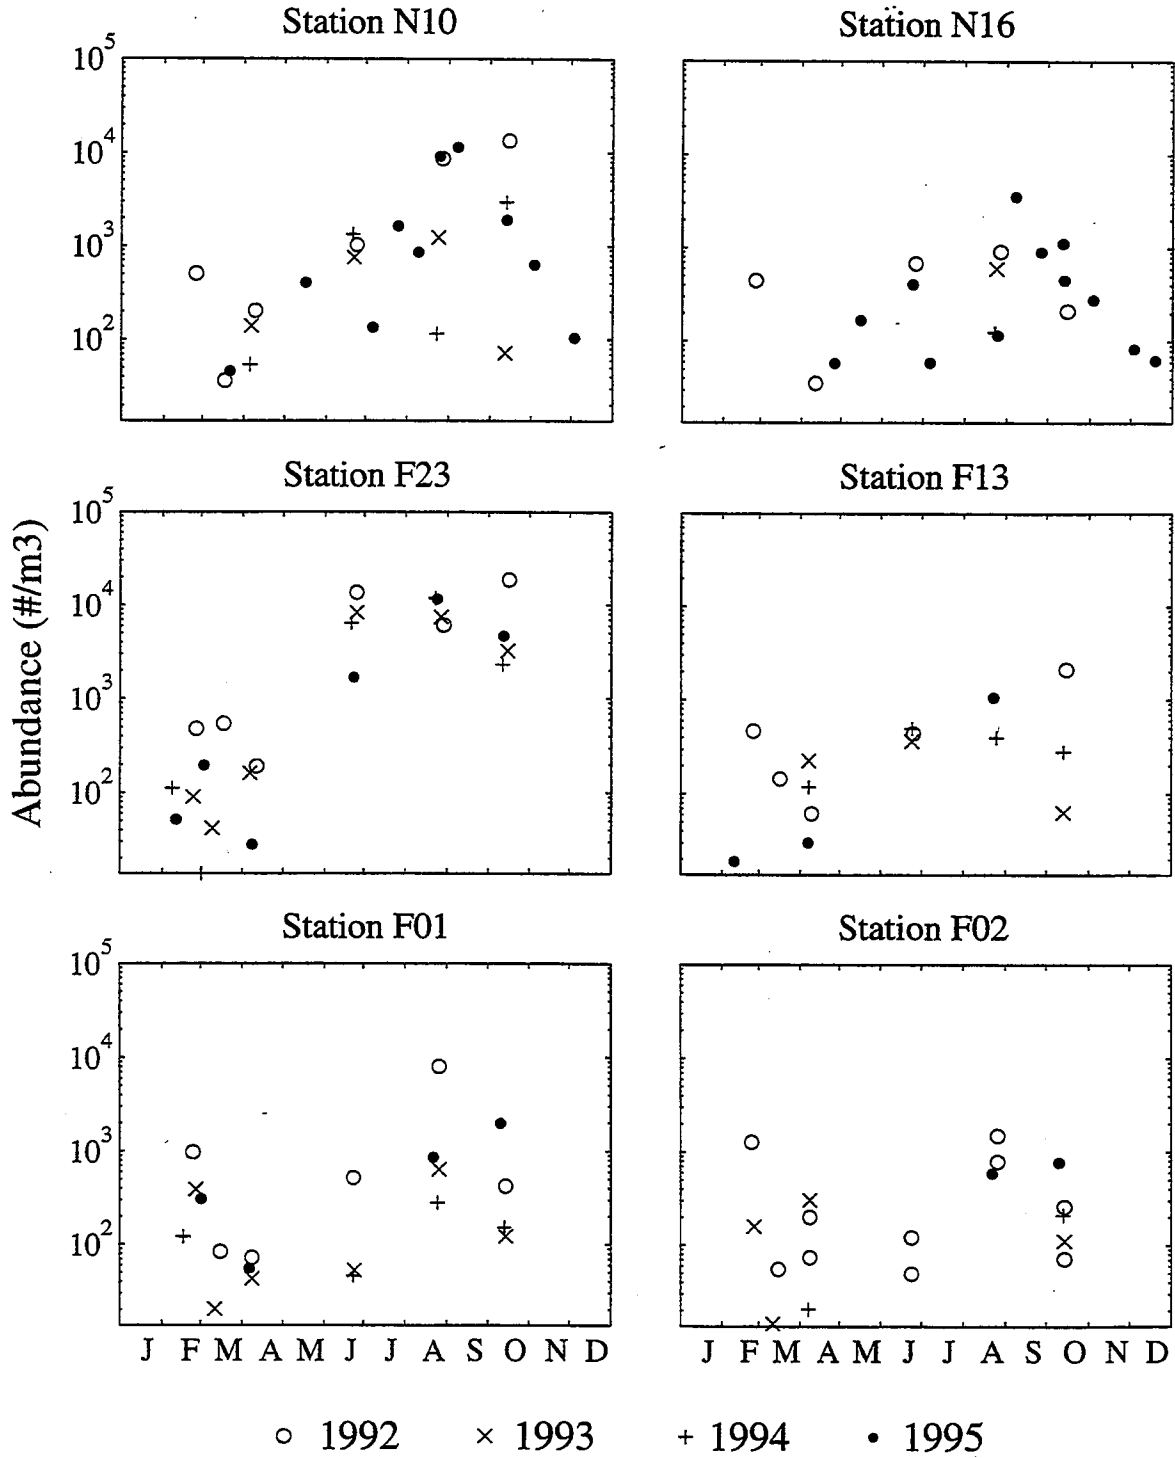 Station N10
Station N16
10^5
10^4
10^3
10^2
Station F23
Station F13
Abundance (#/m3)
10^5
10^4
10^3
10^2
Station F01
Station F02
10^5
10^4
10^3
10^2
J F M A M J J A S O N D
J F M A M J J A S O N D
1992 1993 1994 1995